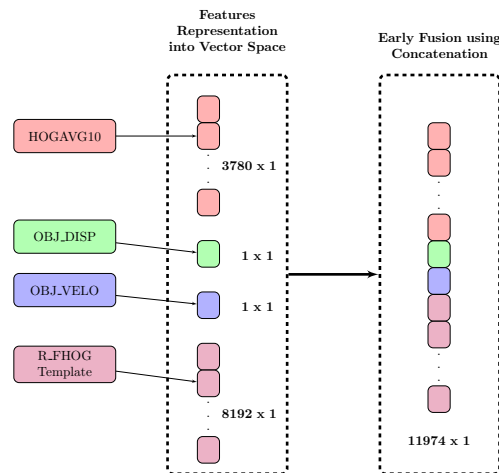 Features
Representation
into Vector Space
Early Fusion using
Concatenation
HOGAVG10
3780 x 1
OBJ_DISP
1 x 1
OBJ_VELO
1 x 1
R_FHOG
Template
8192 x 1
11974 x 1